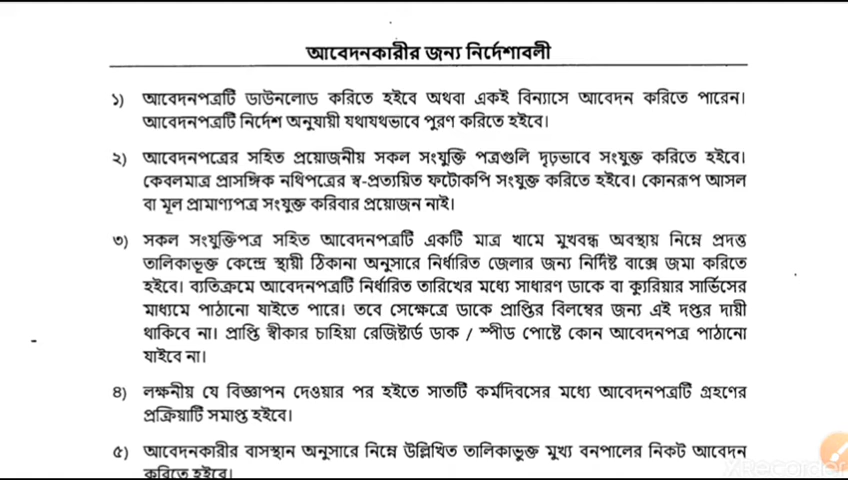 আবেদনকারীর জন্য নির্দেশাবলী
১) আবেদনপত্রটি ডাউনলোড করিতে হইবে অথবা একই বিন্যাসে আবেদন করিতে পারেন।
আবেদনপত্রটি নির্দেশ অনুযায়ী যথাযথভাবে পুরণ করিতে হইবে।
২) আবেদনপত্রের সহিত প্রয়োজনীয় সকল সংযুক্তি পত্রগুলি দৃঢ়ভাবে সংযুক্ত করিতে হইবে।
কেবলমাত্র প্রাসঙ্গিক নথিপত্রের স্ব-প্রত্যয়িত ফটোকপি সংযুক্ত করিতে হইবে। কোনরূপ আসল
বা মূল প্রামাণ্যপত্র সংযুক্ত করিবার প্রয়োজন নাই।
৩) সকল সংযুক্তিপত্র সহিত আবেদনপত্রটি একটি মাত্র খামে মুখবন্ধ অবস্থায় নিম্নে প্রদত্ত
তালিকাভূক্ত কেন্দ্রে স্থায়ী ঠিকানা অনুসারে নির্ধারিত জেলার জন্য নির্দিষ্ট বাক্সে জমা করিতে
হইবে। ব্যতিক্রমে আবেদনপত্রটি নির্ধারিত তারিখের মধ্যে সাধারণ ডাকে বা ক্যুরিয়ার সার্ভিসের
মাধ্যমে পাঠানো যাইতে পারে। তবে সেক্ষেত্রে ডাকে প্রাপ্তির বিলম্বের জন্য এই দপ্তর দায়ী
থাকিবে না। প্রাপ্তি স্বীকার চাহিয়া রেজিষ্টার্ড ডাক / স্পীড পোষ্টে কোন আবেদনপত্র পাঠানো
যাইবে না।
৪) লক্ষনীয় যে বিজ্ঞাপন দেওয়ার পর হইতে সাতটি কর্মদিবসের মধ্যে আবেদনপত্রটি গ্রহণের
প্রক্রিয়াটি সমাপ্ত হইবে।
৫) আবেদনকারীর বাসস্থান অনুসারে নিম্নে উল্লিখিত তালিকাভুক্ত মুখ্য বনপালের নিকট আবেদন
করিতে হইবে।
XRecorder